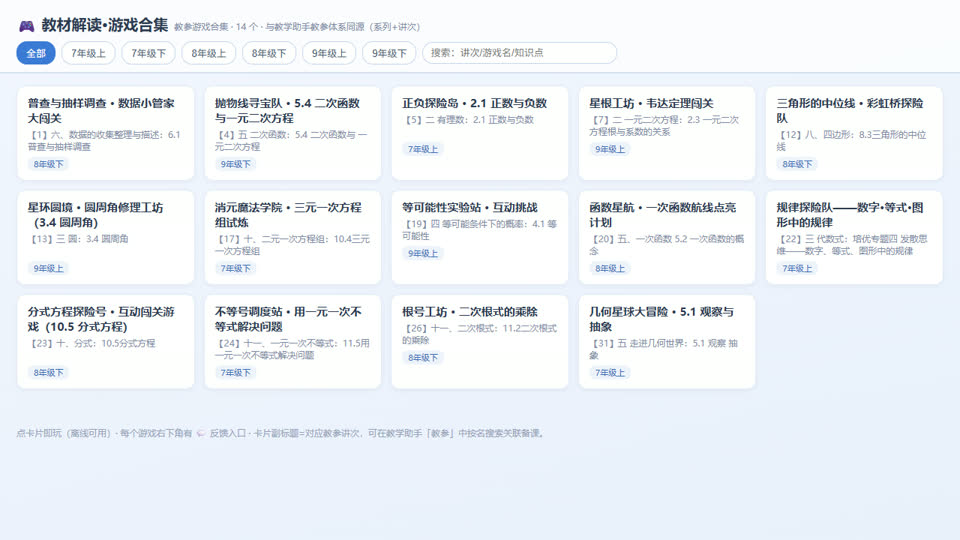 教材解读·游戏合集 教参游戏合集 · 14 个 · 与教学助手教参体系同源（系列+讲次）
全部 7年级上 7年级下 8年级上 8年级下 9年级上 9年级下 搜索：讲次/游戏名/知识点
普查与抽样调查·数据小管家
大闯关
【1】六、数据的收集整理与描述：6.1
普查与抽样调查
8年级下
抛物线寻宝队·5.4 二次函数
与一元二次方程
【4】五 二次函数：5.4 二次函数与 一
元二次方程
9年级下
正负探险岛·2.1 正数与负数
【5】二 有理数：2.1 正数与负数
7年级上
星根工坊·韦达定理闯关
【7】二 一元二次方程：2.3 一元二次
方程根与系数的关系
9年级上
三角形的中位线·彩虹桥探险
队
【12】八、四边形：8.3三角形的中位
线
8年级下
星环圆境·圆周角修理工坊
（3.4 圆周角）
【13】三 圆：3.4 圆周角
9年级上
消元魔法学院·三元一次方程
组试炼
【17】十、二元一次方程组：10.4三元
一次方程组
7年级下
等可能性实验站·互动挑战
【19】四 等可能条件下的概率：4.1 等
可能性
9年级上
函数星航·一次函数航线点亮
计划
【20】五、一次函数 5.2 一次函数的概
念
8年级上
规律探险队——数字·等式·图
形中的规律
【22】三 代数式：培优专题四 发散思
维——数字、等式、图形中的规律
7年级上
分式方程探险号·互动闯关游
戏（10.5 分式方程）
【23】十、分式：10.5分式方程
8年级下
不等号调度站·用一元一次不
等式解决问题
【24】十一、一元一次不等式：11.5用
一元一次不等式解决问题
7年级下
根号工坊·二次根式的乘除
【26】十一、二次根式：11.2二次根式
的乘除
8年级下
几何星球大冒险·5.1 观察与
抽象
【31】五 走进几何世界：5.1 观察 抽
象
7年级上
点卡片即玩（离线可用）· 每个游戏右下角有 反馈入口 · 卡片副标题=对应教参讲次，可在教学助手「教参」中按名搜索关联备课。